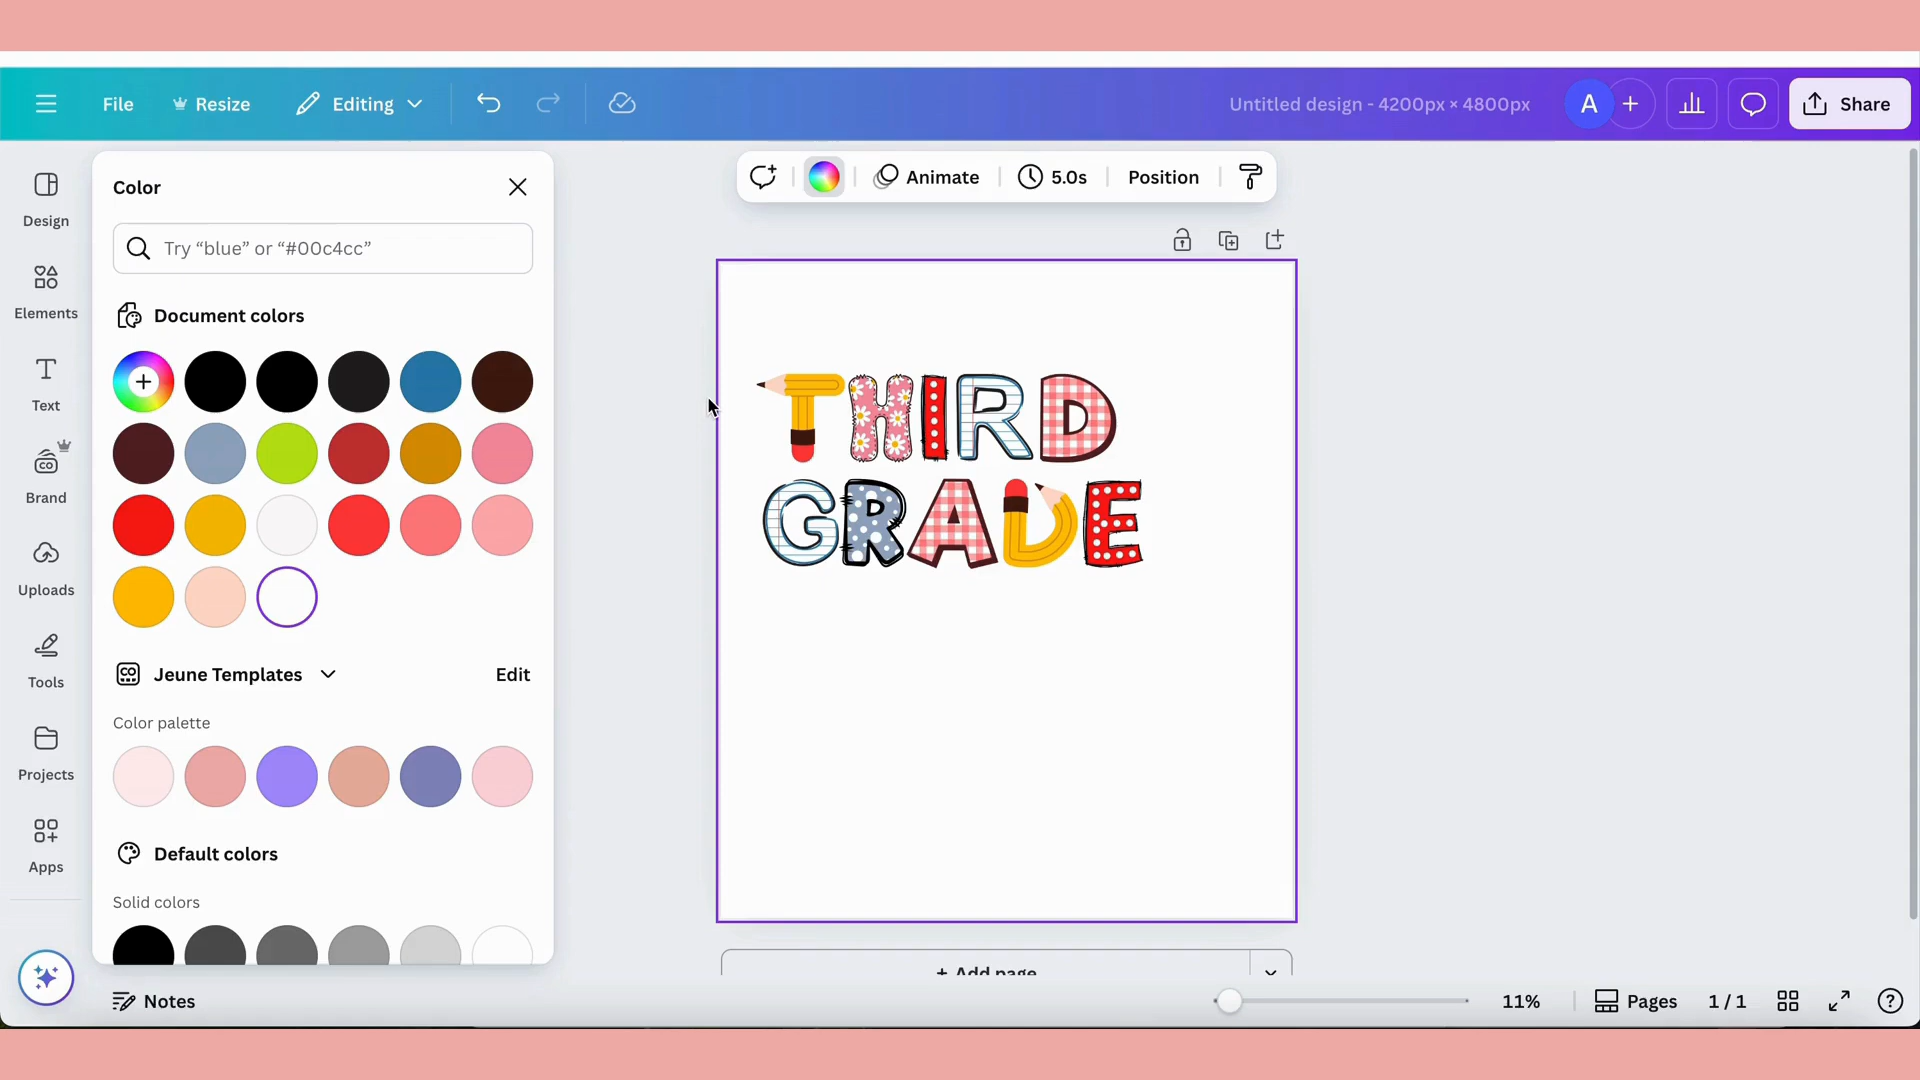 File
Resize
Editing
Untitled design - 4200px × 4800px
A
Share
Design
Elements
Text
Brand
Uploads
Tools
Projects
Apps
Color
Try “blue” or “#00c4cc”
Document colors
Jeune Templates
Edit
Color palette
Default colors
Solid colors
Animate
5.0s
Position
THIRD
GRADE
+ Add page
Notes
11%
Pages
1 / 1